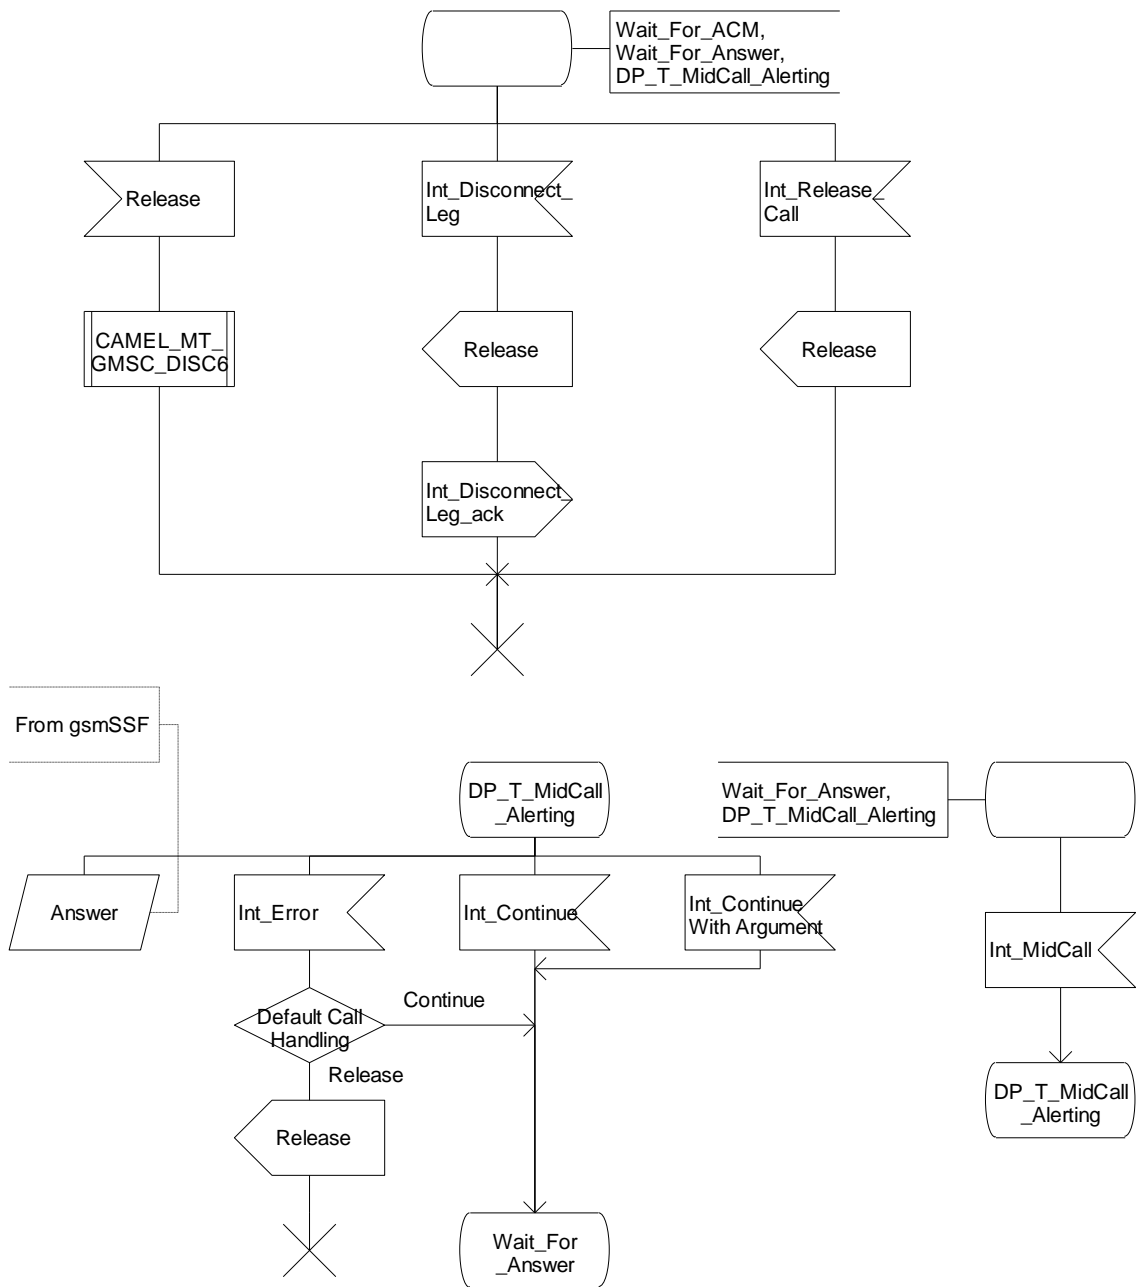 Wait_For_ACM,
Wait_For_Answer,
DP_T_MidCall_Alerting
Release
Int_Disconnect_
Leg
Int_Release_
Call
CAMEL_MT_
GMSC_DISC6
Release
Release
Int_Disconnect_
Leg_ack
From gsmSSF
DP_T_MidCall
_Alerting
Wait_For_Answer,
DP_T_MidCall_Alerting
Answer
Int_Error
Int_Continue
Int_Continue
With Argument
Int_MidCall
Default Call
Handling
Continue
Release
DP_T_MidCall
_Alerting
Release
Wait_For
_Answer